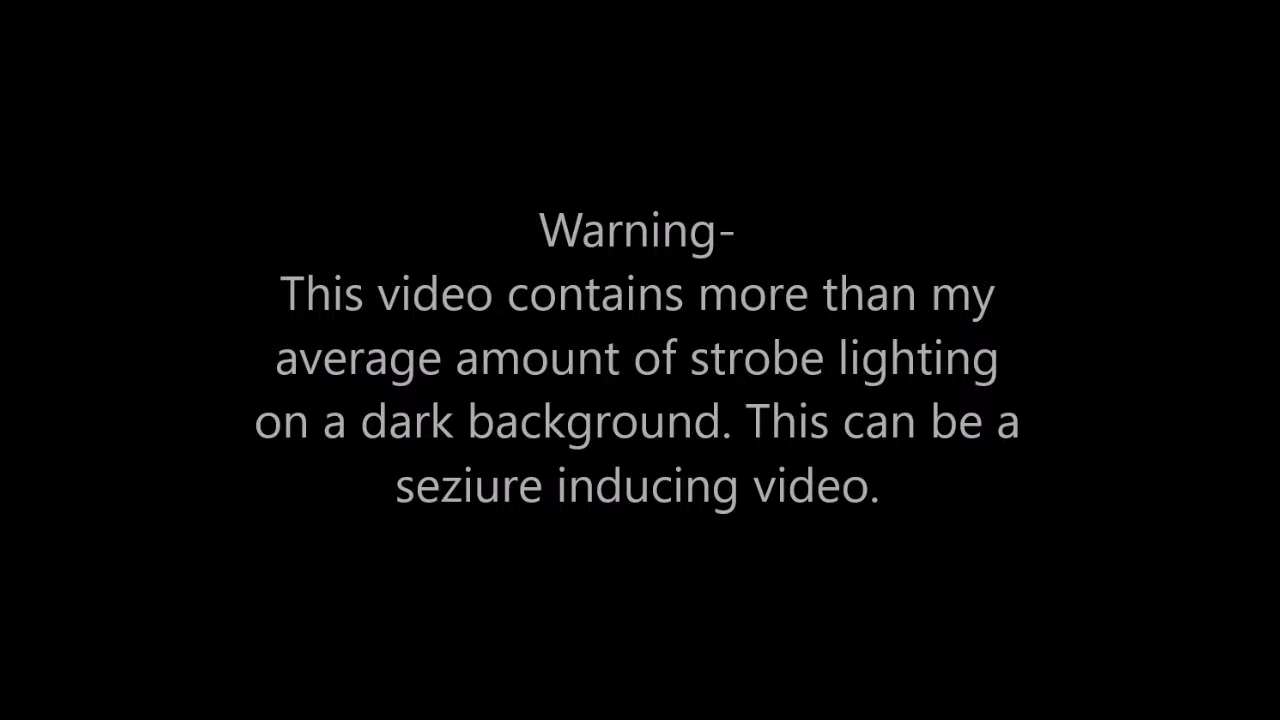 Warning-
This video contains more than my
average amount of strobe lighting
on a dark background. This can be a
seziure inducing video.